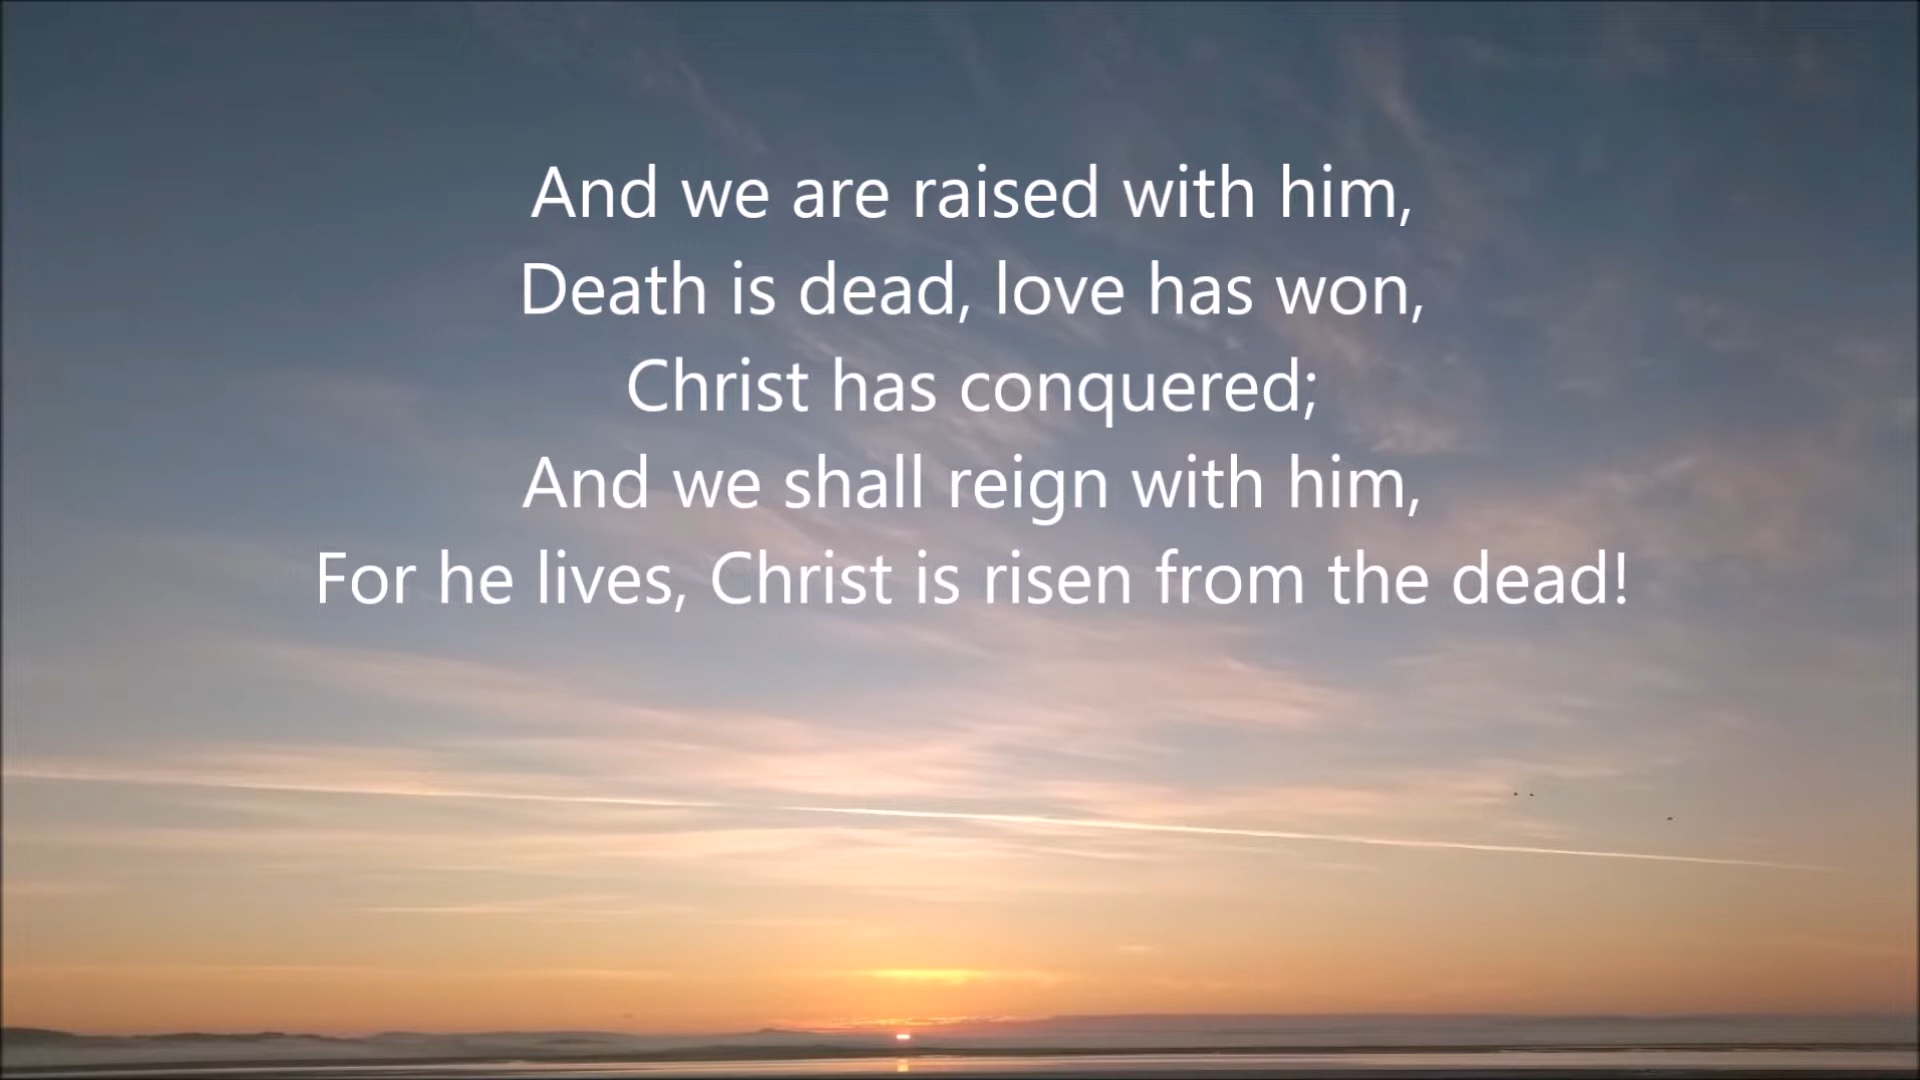 And we are raised with him,
Death is dead, love has won,
Christ has conquered;
And we shall reign with him,
For he lives, Christ is risen from the dead!